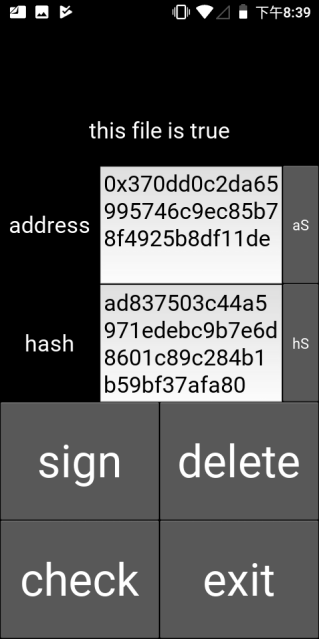 下午8:39
this file is true
address
0x370dd0c2da65
995746c9ec85b7
8f4925b8df11de
aS
hash
ad837503c44a5
971edebc9b7e6d
8601c89c284b1
b59bf37afa80
hS
sign
delete
check
exit